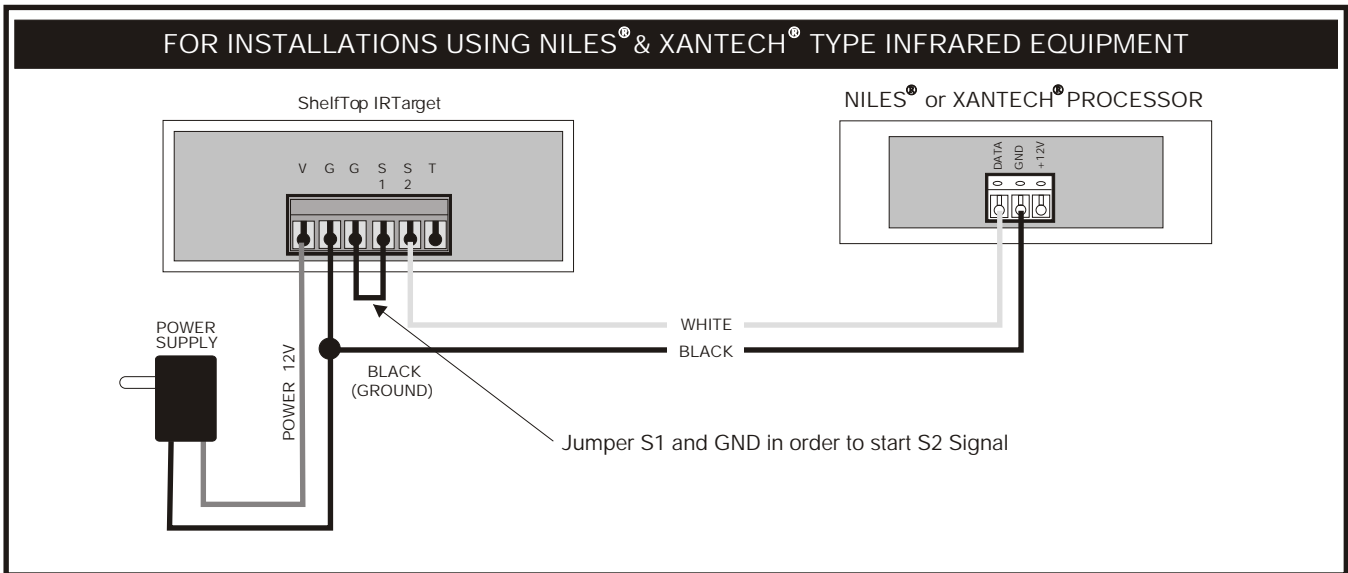 FOR INSTALLATIONS USING NILES® & XANTECH® TYPE INFRARED EQUIPMENT
ShelfTop IRTarget
NILES® or XANTECH® PROCESSOR
V G G S S T
1 2
DATA
GND
+12V
POWER
SUPPLY
POWER 12V
WHITE
BLACK
BLACK
(GROUND)
Jumper S1 and GND in order to start S2 Signal